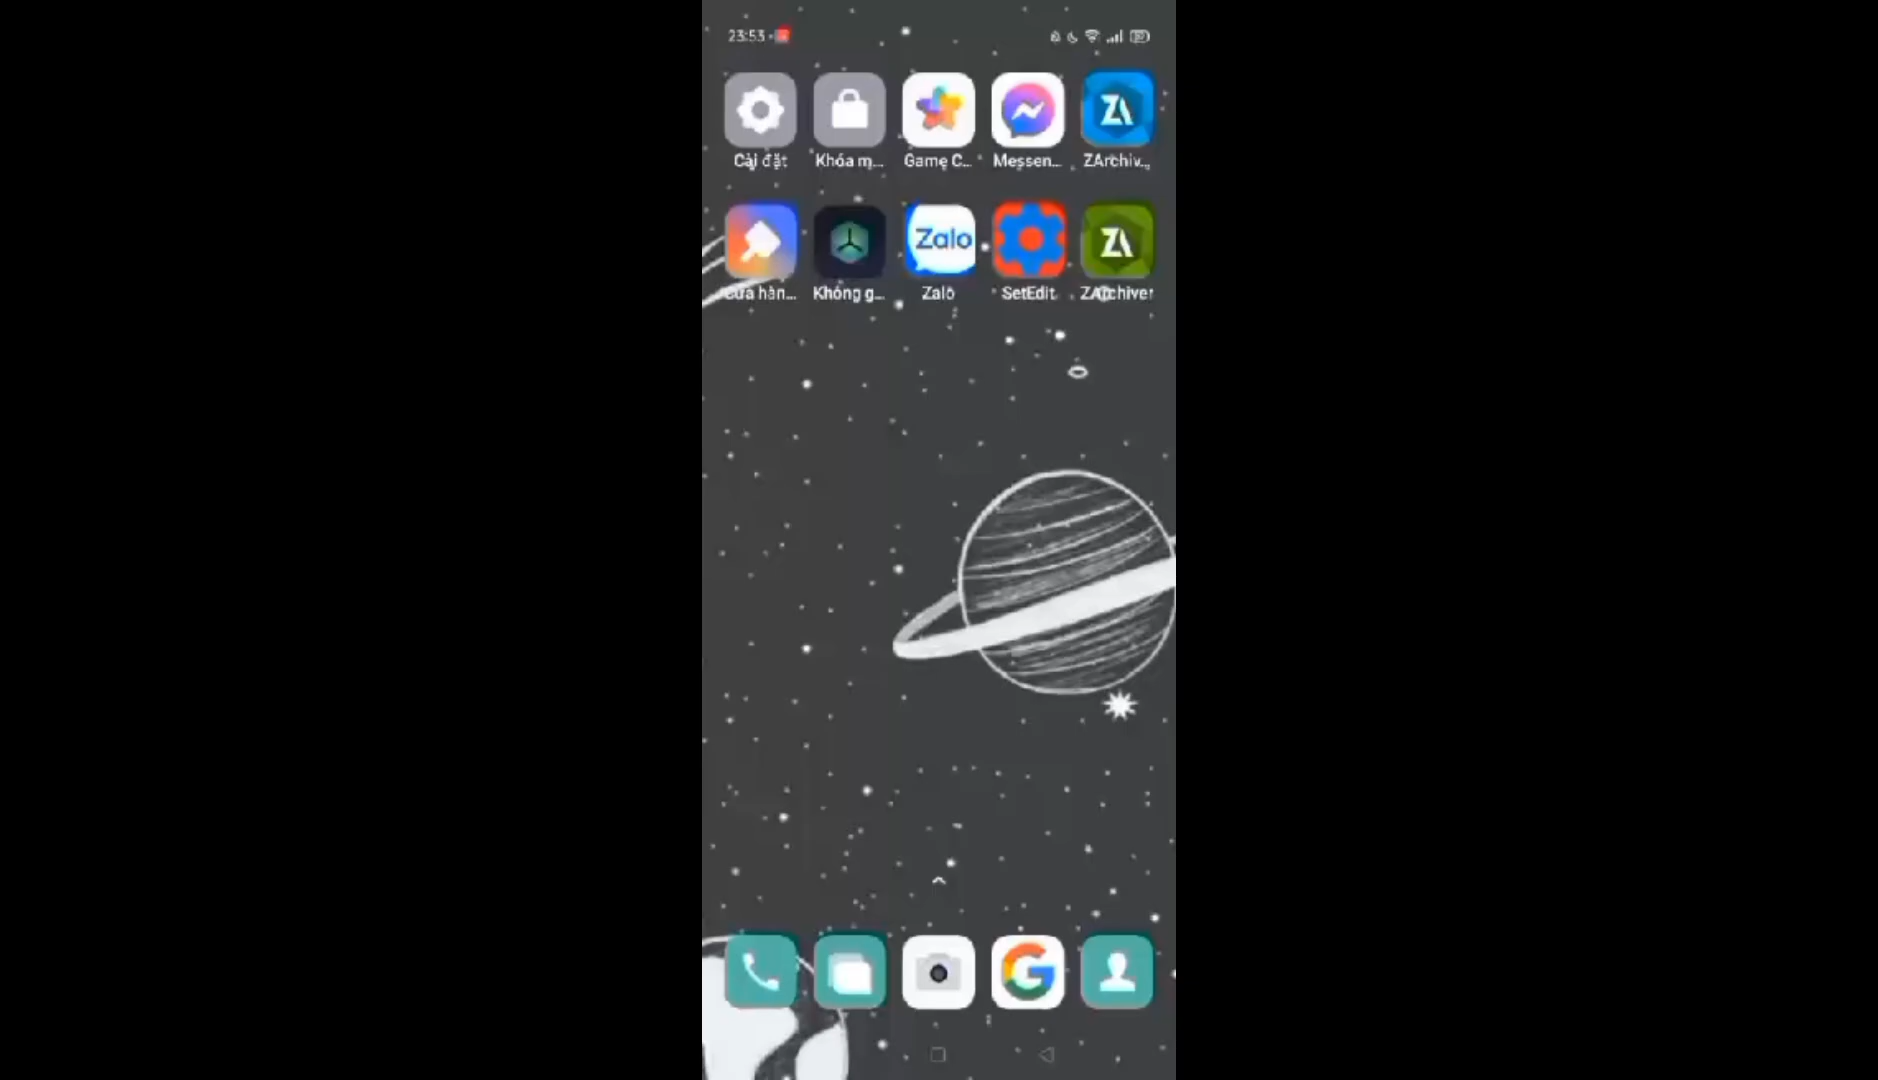 23:53
Cài đặt Khóa m... Game C... Messen... ZArchiv...
Cửa hàn... Không g... Zalo SetEdit ZArchiver
Zalo